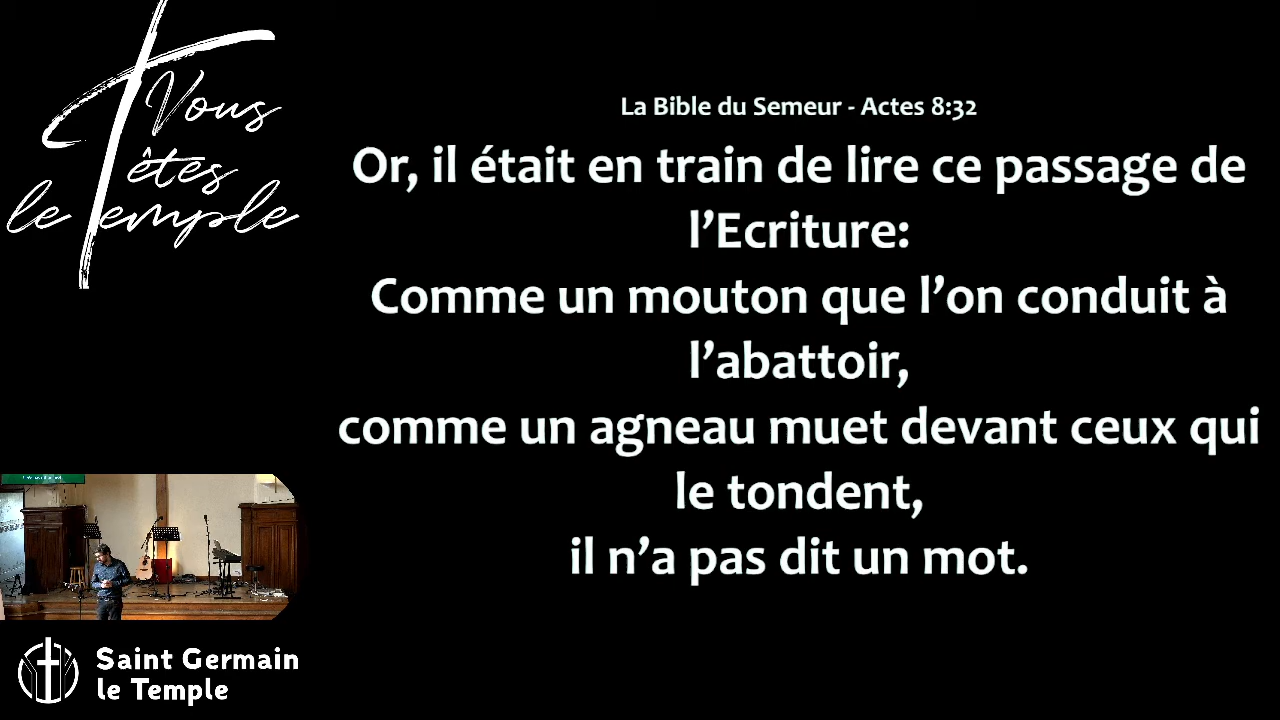 Vous
êtes
le Temple
La Bible du Semeur - Actes 8:32
Or, il était en train de lire ce passage de
l’Ecriture:
Comme un mouton que l’on conduit à
l’abattoir,
comme un agneau muet devant ceux qui
le tondent,
il n’a pas dit un mot.
Saint Germain
le Temple